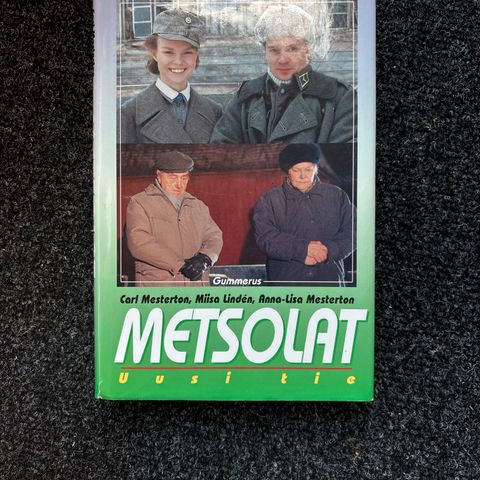 Gummerus
Carl Mesterton, Miisa Lindén, Anna-Lisa Mesterton
METSOLAT
Uusi tie